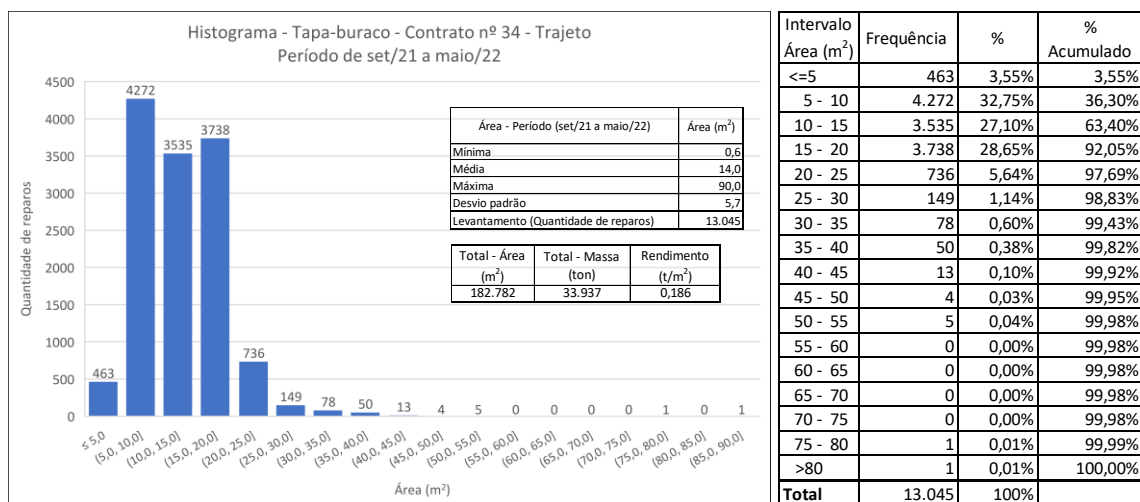 Histograma - Tapa-buraco - Contrato nº 34 - Trajeto
Período de set/21 a maio/22
Quantidade de reparos
4500
4000
3500
3000
2500
2000
1500
1000
500
0
463
4272
3535
3738
736
149
78
50
13
4
5
0
0
0
0
1
0
1
≤ 5,0
(5,0, 10,0]
(10,0, 15,0]
(15,0, 20,0]
(20,0, 25,0]
(25,0, 30,0]
(30,0, 35,0]
(35,0, 40,0]
(40,0, 45,0]
(45,0, 50,0]
(50,0, 55,0]
(55,0, 60,0]
(60,0, 65,0]
(65,0, 70,0]
(70,0, 75,0]
(75,0, 80,0]
(80,0, 85,0]
(85,0, 90,0]
Área (m²)
Área - Período (set/21 a maio/22) Área (m²)
Mínima 0,6
Média 14,0
Máxima 90,0
Desvio padrão 5,7
Levantamento (Quantidade de reparos) 13.045
Total - Área (m²) Total - Massa (ton) Rendimento (t/m²)
182.782 33.937 0,186
Intervalo Área (m²) Frequência % % Acumulado
<=5 463 3,55% 3,55%
5 - 10 4.272 32,75% 36,30%
10 - 15 3.535 27,10% 63,40%
15 - 20 3.738 28,65% 92,05%
20 - 25 736 5,64% 97,69%
25 - 30 149 1,14% 98,83%
30 - 35 78 0,60% 99,43%
35 - 40 50 0,38% 99,82%
40 - 45 13 0,10% 99,92%
45 - 50 4 0,03% 99,95%
50 - 55 5 0,04% 99,98%
55 - 60 0 0,00% 99,98%
60 - 65 0 0,00% 99,98%
65 - 70 0 0,00% 99,98%
70 - 75 0 0,00% 99,98%
75 - 80 1 0,01% 99,99%
>80 1 0,01% 100,00%
Total 13.045 100%